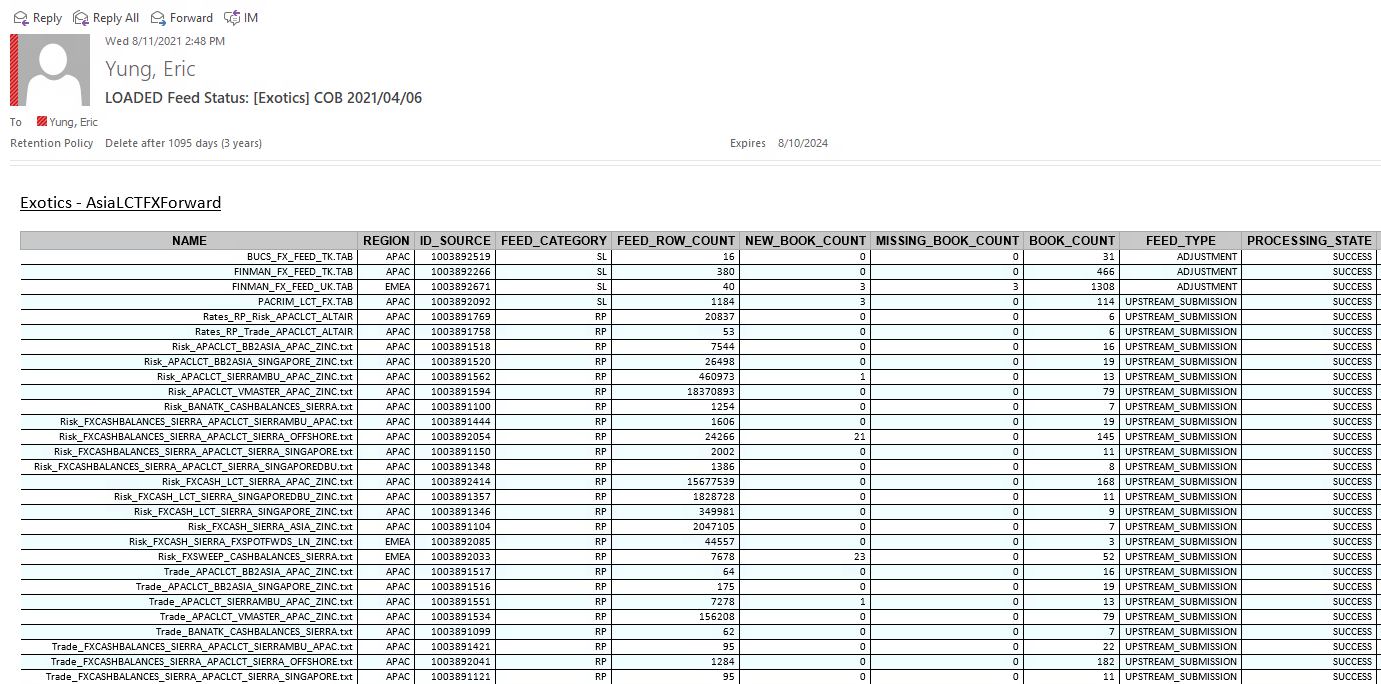 Reply Reply All Forward IM
Wed 8/11/2021 2:48 PM
Yung, Eric
LOADED Feed Status: [Exotics] COB 2021/04/06
To Yung, Eric
Retention Policy Delete after 1095 days (3 years) Expires 8/10/2024
Exotics - AsiaLCTFXForward
NAME REGION ID_SOURCE FEED_CATEGORY FEED_ROW_COUNT NEW_BOOK_COUNT MISSING_BOOK_COUNT BOOK_COUNT FEED_TYPE PROCESSING_STATE
BUCS_FX_FEED_TK.TAB APAC 1003892519 SL 16 0 0 31 ADJUSTMENT SUCCESS
FINMAN_FX_FEED_TK.TAB APAC 1003892266 SL 380 0 0 466 ADJUSTMENT SUCCESS
FINMAN_FX_FEED_UK.TAB EMEA 1003892671 SL 40 3 3 1308 ADJUSTMENT SUCCESS
PACRIM_LCT_FX.TAB APAC 1003892092 SL 1184 3 0 114 UPSTREAM_SUBMISSION SUCCESS
Rates_RP_Risk_APACLCT_ALTAIR APAC 1003891769 RP 20837 0 0 6 UPSTREAM_SUBMISSION SUCCESS
Rates_RP_Trade_APACLCT_ALTAIR APAC 1003891758 RP 53 0 0 6 UPSTREAM_SUBMISSION SUCCESS
Risk_APACLCT_BB2ASIA_APAC_ZINC.txt APAC 1003891518 RP 7544 0 0 16 UPSTREAM_SUBMISSION SUCCESS
Risk_APACLCT_BB2ASIA_SINGAPORE_ZINC.txt APAC 1003891520 RP 26498 0 0 19 UPSTREAM_SUBMISSION SUCCESS
Risk_APACLCT_SIERRAMBU_APAC_ZINC.txt APAC 1003891562 RP 460973 1 0 13 UPSTREAM_SUBMISSION SUCCESS
Risk_APACLCT_VMASTER_APAC_ZINC.txt APAC 1003891594 RP 18370893 0 0 79 UPSTREAM_SUBMISSION SUCCESS
Risk_BANATK_CASHBALANCES_SIERRA.txt APAC 1003891100 RP 1254 0 0 7 UPSTREAM_SUBMISSION SUCCESS
Risk_FXCASHBALANCES_SIERRA_APACLCT_SIERRAMBU_APAC.txt APAC 1003891444 RP 1606 0 0 19 UPSTREAM_SUBMISSION SUCCESS
Risk_FXCASHBALANCES_SIERRA_APACLCT_SIERRA_OFFSHORE.txt APAC 1003892054 RP 24266 21 0 145 UPSTREAM_SUBMISSION SUCCESS
Risk_FXCASHBALANCES_SIERRA_APACLCT_SIERRA_SINGAPORE.txt APAC 1003891150 RP 2002 0 0 11 UPSTREAM_SUBMISSION SUCCESS
Risk_FXCASHBALANCES_SIERRA_APACLCT_SIERRA_SINGAPOREDBU.txt APAC 1003891348 RP 1386 0 0 8 UPSTREAM_SUBMISSION SUCCESS
Risk_FXCASH_LCT_SIERRA_APAC_ZINC.txt APAC 1003892414 RP 15677539 0 0 168 UPSTREAM_SUBMISSION SUCCESS
Risk_FXCASH_LCT_SIERRA_SINGAPOREDBU_ZINC.txt APAC 1003891357 RP 1828728 0 0 11 UPSTREAM_SUBMISSION SUCCESS
Risk_FXCASH_LCT_SIERRA_SINGAPORE_ZINC.txt APAC 1003891346 RP 349981 0 0 9 UPSTREAM_SUBMISSION SUCCESS
Risk_FXCASH_SIERRA_ASIA_ZINC.txt APAC 1003891104 RP 2047105 0 0 7 UPSTREAM_SUBMISSION SUCCESS
Risk_FXCASH_SIERRA_FXSPOTFWDS_LN_ZINC.txt EMEA 1003892085 RP 44557 0 0 3 UPSTREAM_SUBMISSION SUCCESS
Risk_FXSWEEP_CASHBALANCES_SIERRA.txt EMEA 1003892033 RP 7678 23 0 52 UPSTREAM_SUBMISSION SUCCESS
Trade_APACLCT_BB2ASIA_APAC_ZINC.txt APAC 1003891517 RP 64 0 0 16 UPSTREAM_SUBMISSION SUCCESS
Trade_APACLCT_BB2ASIA_SINGAPORE_ZINC.txt APAC 1003891516 RP 175 0 0 19 UPSTREAM_SUBMISSION SUCCESS
Trade_APACLCT_SIERRAMBU_APAC_ZINC.txt APAC 1003891551 RP 7278 1 0 13 UPSTREAM_SUBMISSION SUCCESS
Trade_APACLCT_VMASTER_APAC_ZINC.txt APAC 1003891534 RP 156208 0 0 79 UPSTREAM_SUBMISSION SUCCESS
Trade_BANATK_CASHBALANCES_SIERRA.txt APAC 1003891099 RP 62 0 0 7 UPSTREAM_SUBMISSION SUCCESS
Trade_FXCASHBALANCES_SIERRA_APACLCT_SIERRAMBU_APAC.txt APAC 1003891421 RP 95 0 0 22 UPSTREAM_SUBMISSION SUCCESS
Trade_FXCASHBALANCES_SIERRA_APACLCT_SIERRA_OFFSHORE.txt APAC 1003892041 RP 1284 0 0 182 UPSTREAM_SUBMISSION SUCCESS
Trade_FXCASHBALANCES_SIERRA_APACLCT_SIERRA_SINGAPORE.txt APAC 1003891121 RP 95 0 0 11 UPSTREAM_SUBMISSION SUCCESS